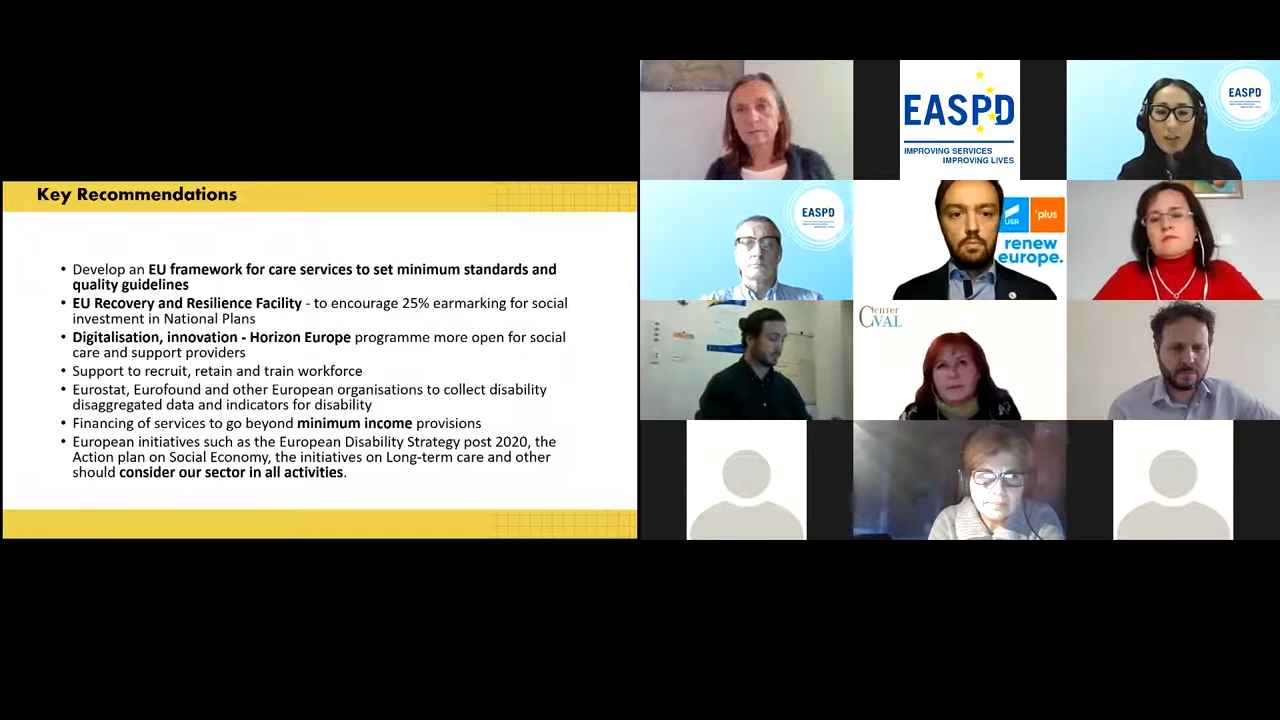 Key Recommendations
• Develop an EU framework for care services to set minimum standards and
quality guidelines
• EU Recovery and Resilience Facility - to encourage 25% earmarking for social
investment in National Plans
• Digitalisation, innovation - Horizon Europe programme more open for social
care and support providers
• Support to recruit, retain and train workforce
• Eurostat, Eurofound and other European organisations to collect disability
disaggregated data and indicators for disability
• Financing of services to go beyond minimum income provisions
• European initiatives such as the European Disability Strategy post 2020, the
Action plan on Social Economy, the initiatives on Long-term care and other
should consider our sector in all activities.
EASPD
IMPROVING SERVICES
IMPROVING LIVES
EASPD
EASPD
USR
+plus
renew
europe.
Center
CVAL